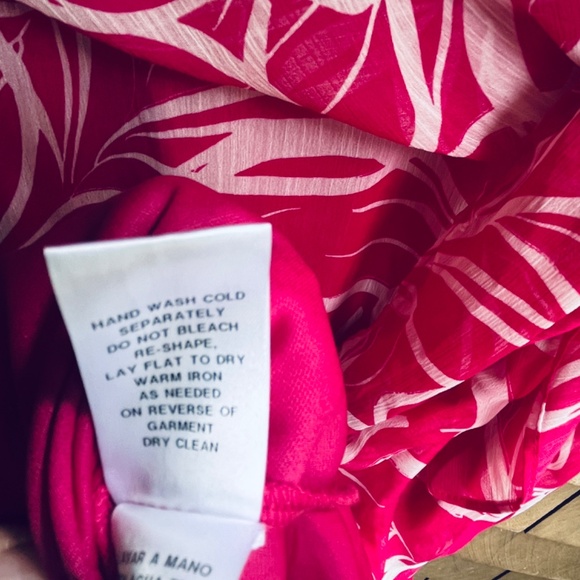 HAND WASH COLD
SEPARATELY
DO NOT BLEACH
RE-SHAPE,
LAY FLAT TO DRY
WARM IRON
AS NEEDED
ON REVERSE OF
GARMENT
DRY CLEAN
A MANO